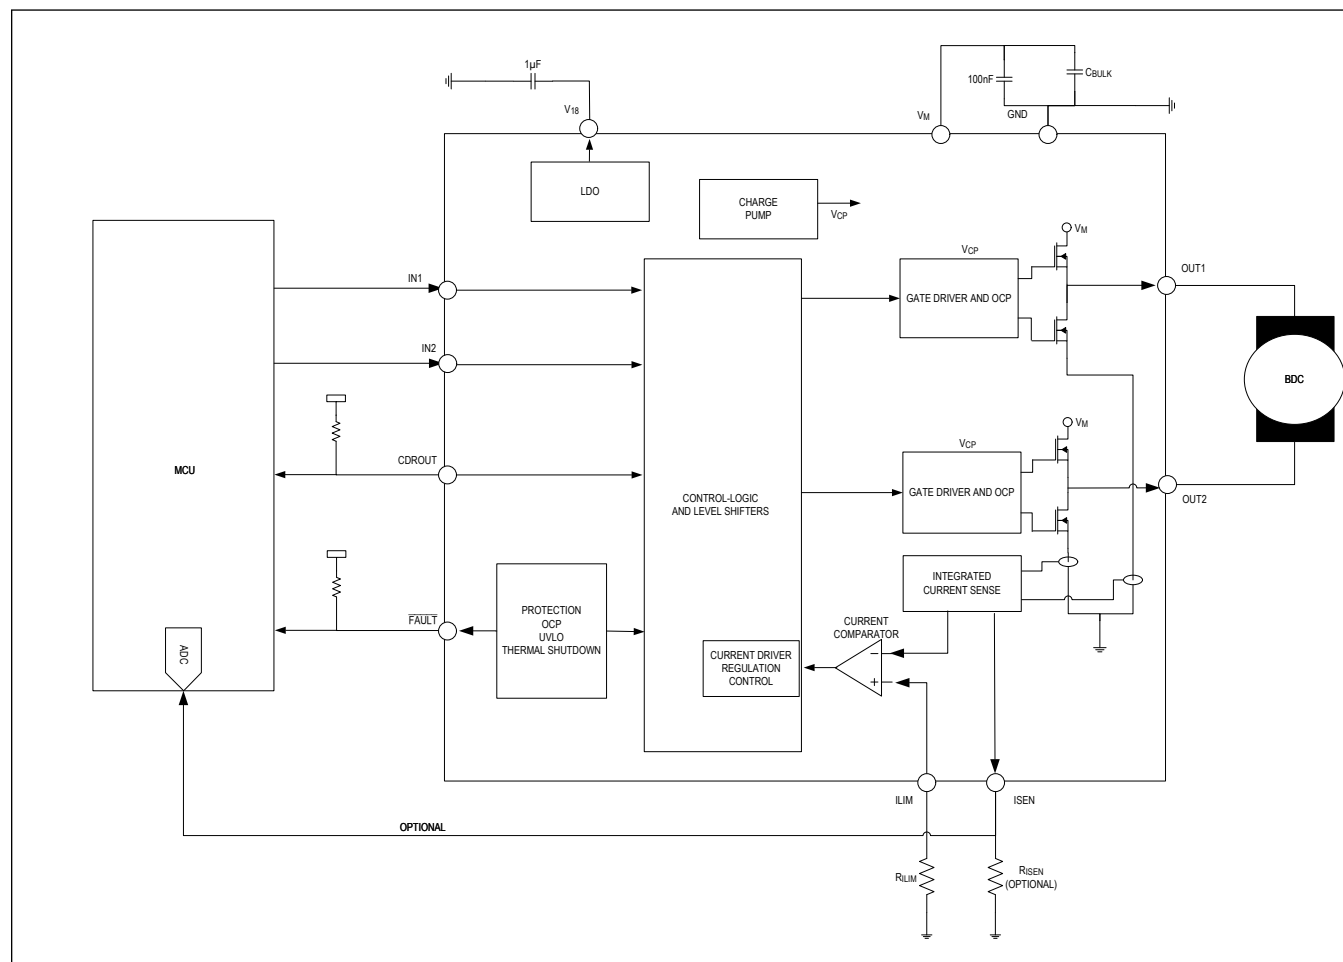 1µF
V18
VM
GND
100nF
CBULK
LDO
CHARGE
PUMP
VCP
VM
IN1
VCP
GATE DRIVER AND OCP
OUT1
IN2
BDC
MCU
CDROUT
VM
VCP
GATE DRIVER AND OCP
OUT2
CONTROL-LOGIC
AND LEVEL SHIFTERS
INTEGRATED
CURRENT SENSE
FAULT
PROTECTION
OCP
UVLO
THERMAL SHUTDOWN
CURRENT
COMPARATOR
ADC
CURRENT DRIVER
REGULATION
CONTROL
−
+
ILIM
ISEN
OPTIONAL
RILIM
RISEN
(OPTIONAL)